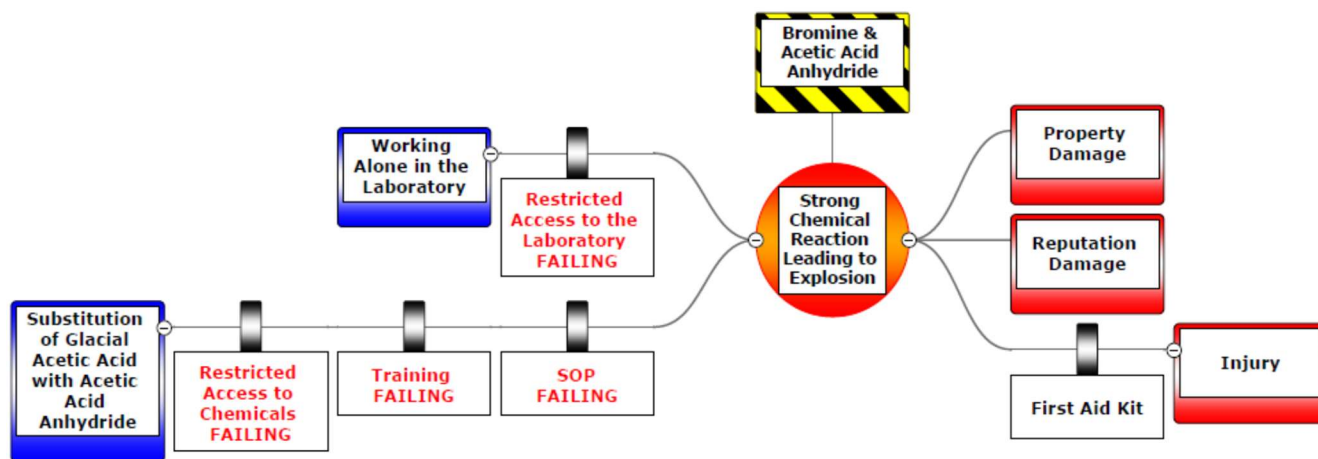 Bromine &
Acetic Acid
Anhydride
Working
Alone in the
Laboratory
Restricted
Access to the
Laboratory
FAILING
Strong
Chemical
Reaction
Leading to
Explosion
Property
Damage
Reputation
Damage
Substitution
of Glacial
Acetic Acid
with Acetic
Acid
Anhydride
Restricted
Access to
Chemicals
FAILING
Training
FAILING
SOP
FAILING
First Aid Kit
Injury